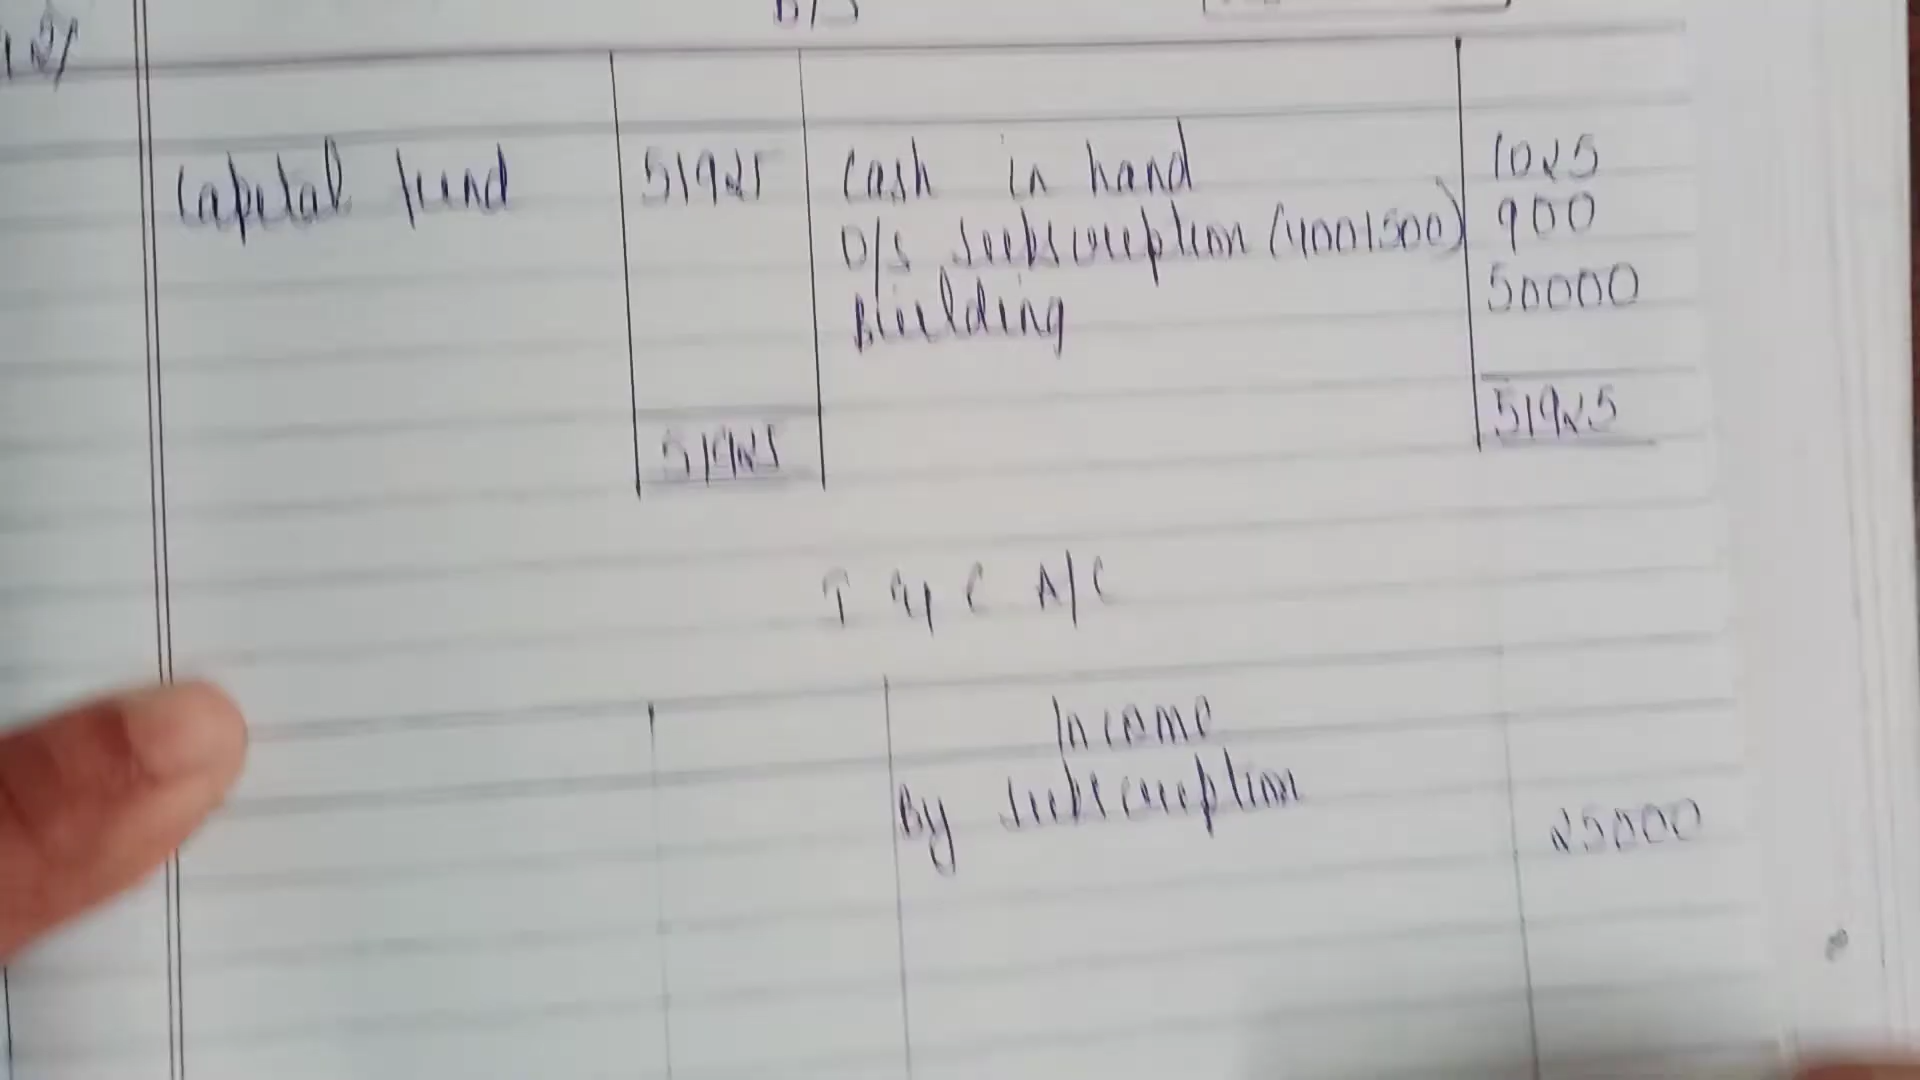 B/S
Capital fund 51925 Cash in hand 1025
O/S Subscription (400+500) 900
Building 50000
51925 51925
I & E A/C
Income
By Subscription 25000